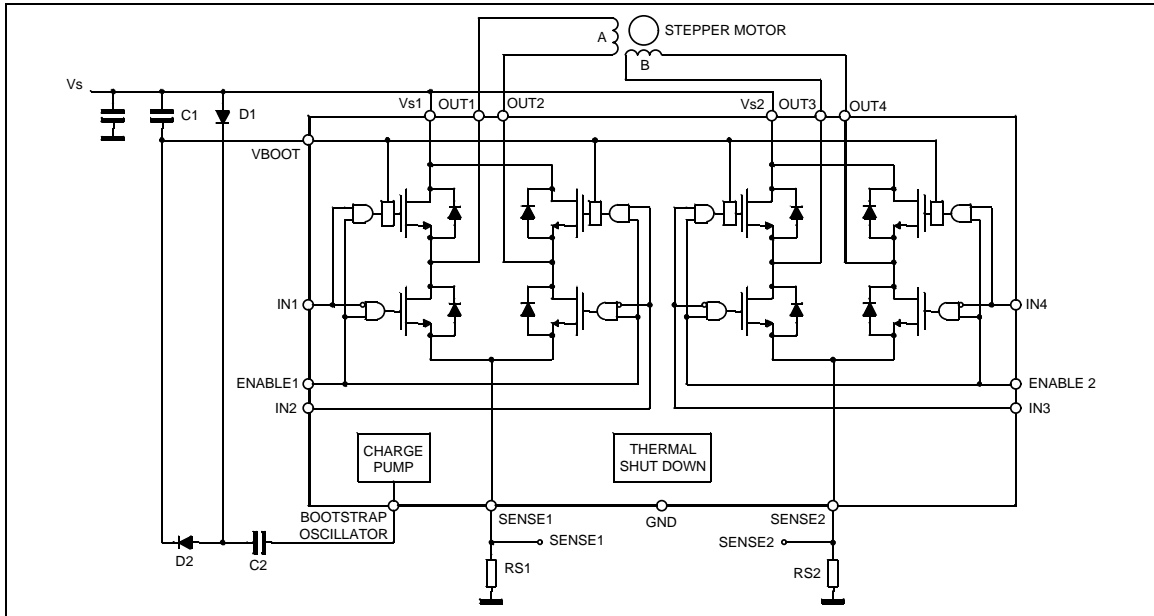 STEPPER MOTOR
A
B
Vs
C1
D1
Vs1
OUT1
OUT2
Vs2
OUT3
OUT4
VBOOT
IN1
IN4
ENABLE1
ENABLE 2
IN2
IN3
CHARGE
PUMP
THERMAL
SHUT DOWN
BOOTSTRAP
OSCILLATOR
SENSE1
GND
SENSE2
SENSE1
SENSE2
D2
C2
RS1
RS2